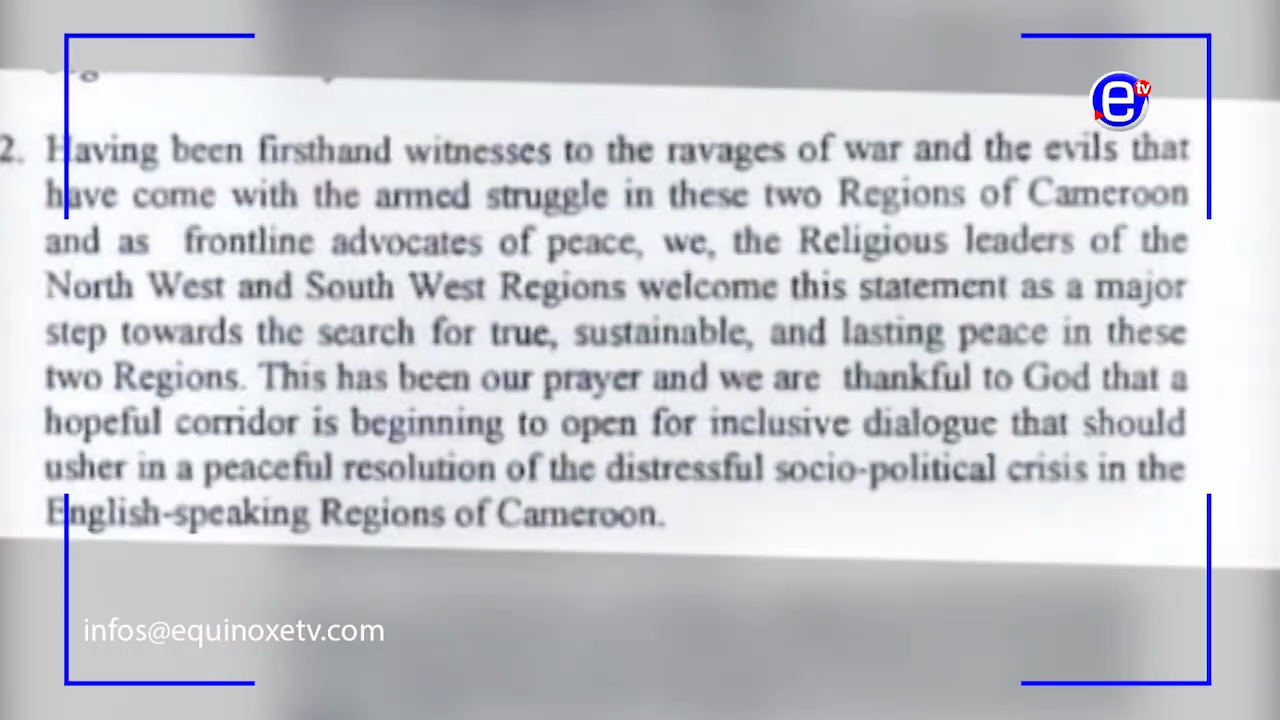 e tv
2. Having been firsthand witnesses to the ravages of war and the evils that
have come with the armed struggle in these two Regions of Cameroon
and as frontline advocates of peace, we, the Religious leaders of the
North West and South West Regions welcome this statement as a major
step towards the search for true, sustainable, and lasting peace in these
two Regions. This has been our prayer and we are thankful to God that a
hopeful corridor is beginning to open for inclusive dialogue that should
usher in a peaceful resolution of the distressful socio-political crisis in the
English-speaking Regions of Cameroon.
infos@equinoxetv.com